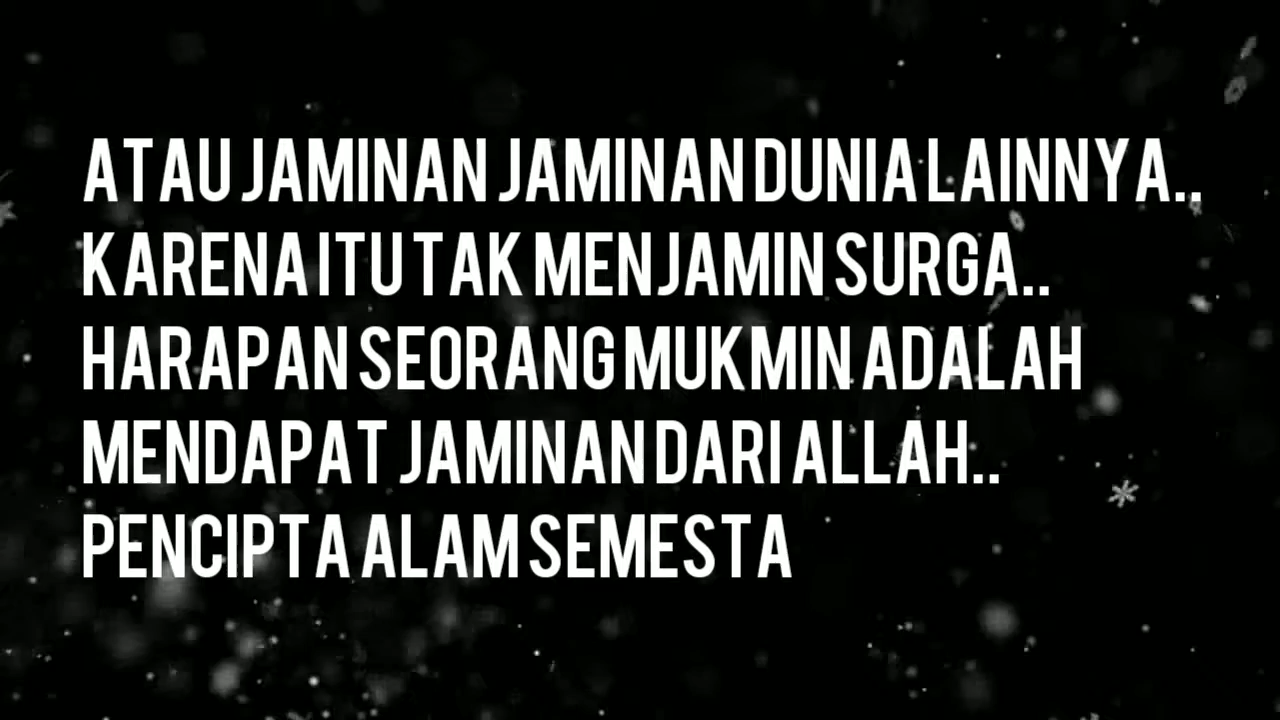 ATAU JAMINAN JAMINAN DUNIA LAINNYA..
KARENA ITU TAK MENJAMIN SURGA..
HARAPAN SEORANG MUKMIN ADALAH
MENDAPAT JAMINAN DARI ALLAH..
PENCIPTA ALAM SEMESTA